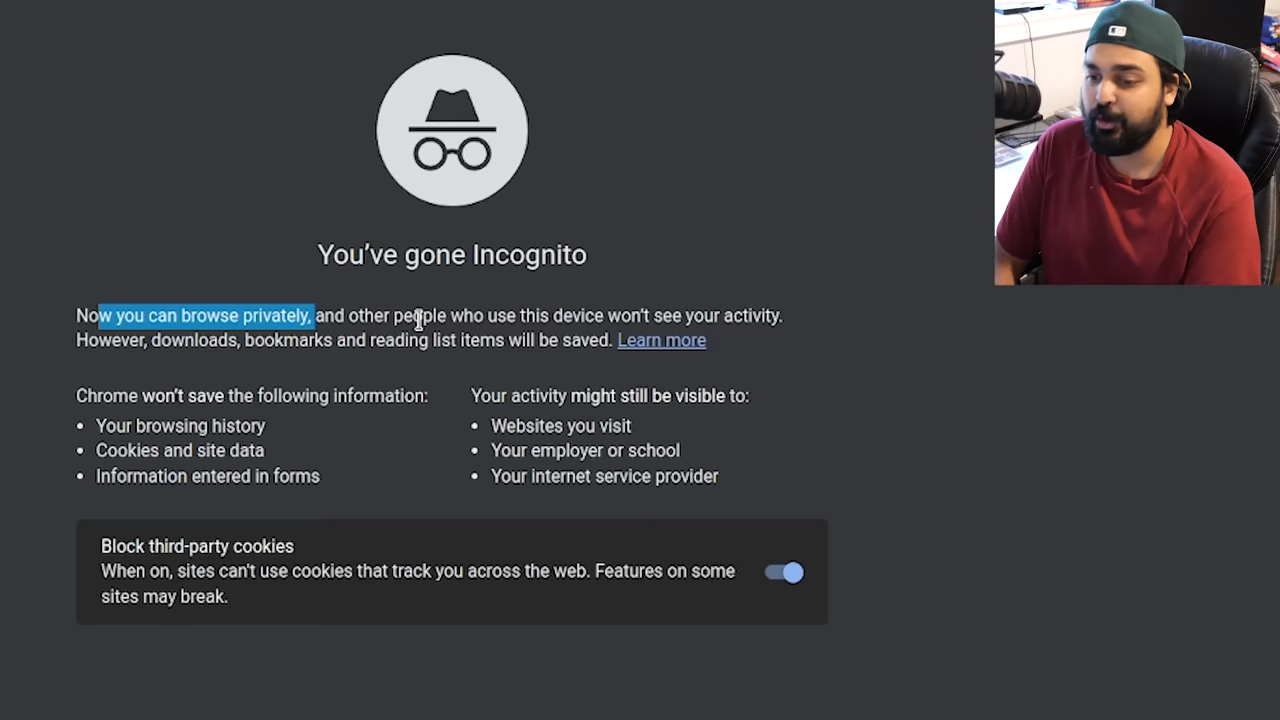 You've gone Incognito
Now you can browse privately, and other people who use this device won't see your activity.
However, downloads, bookmarks and reading list items will be saved. Learn more
Chrome won't save the following information:
• Your browsing history
• Cookies and site data
• Information entered in forms
Your activity might still be visible to:
• Websites you visit
• Your employer or school
• Your internet service provider
Block third-party cookies
When on, sites can't use cookies that track you across the web. Features on some
sites may break.